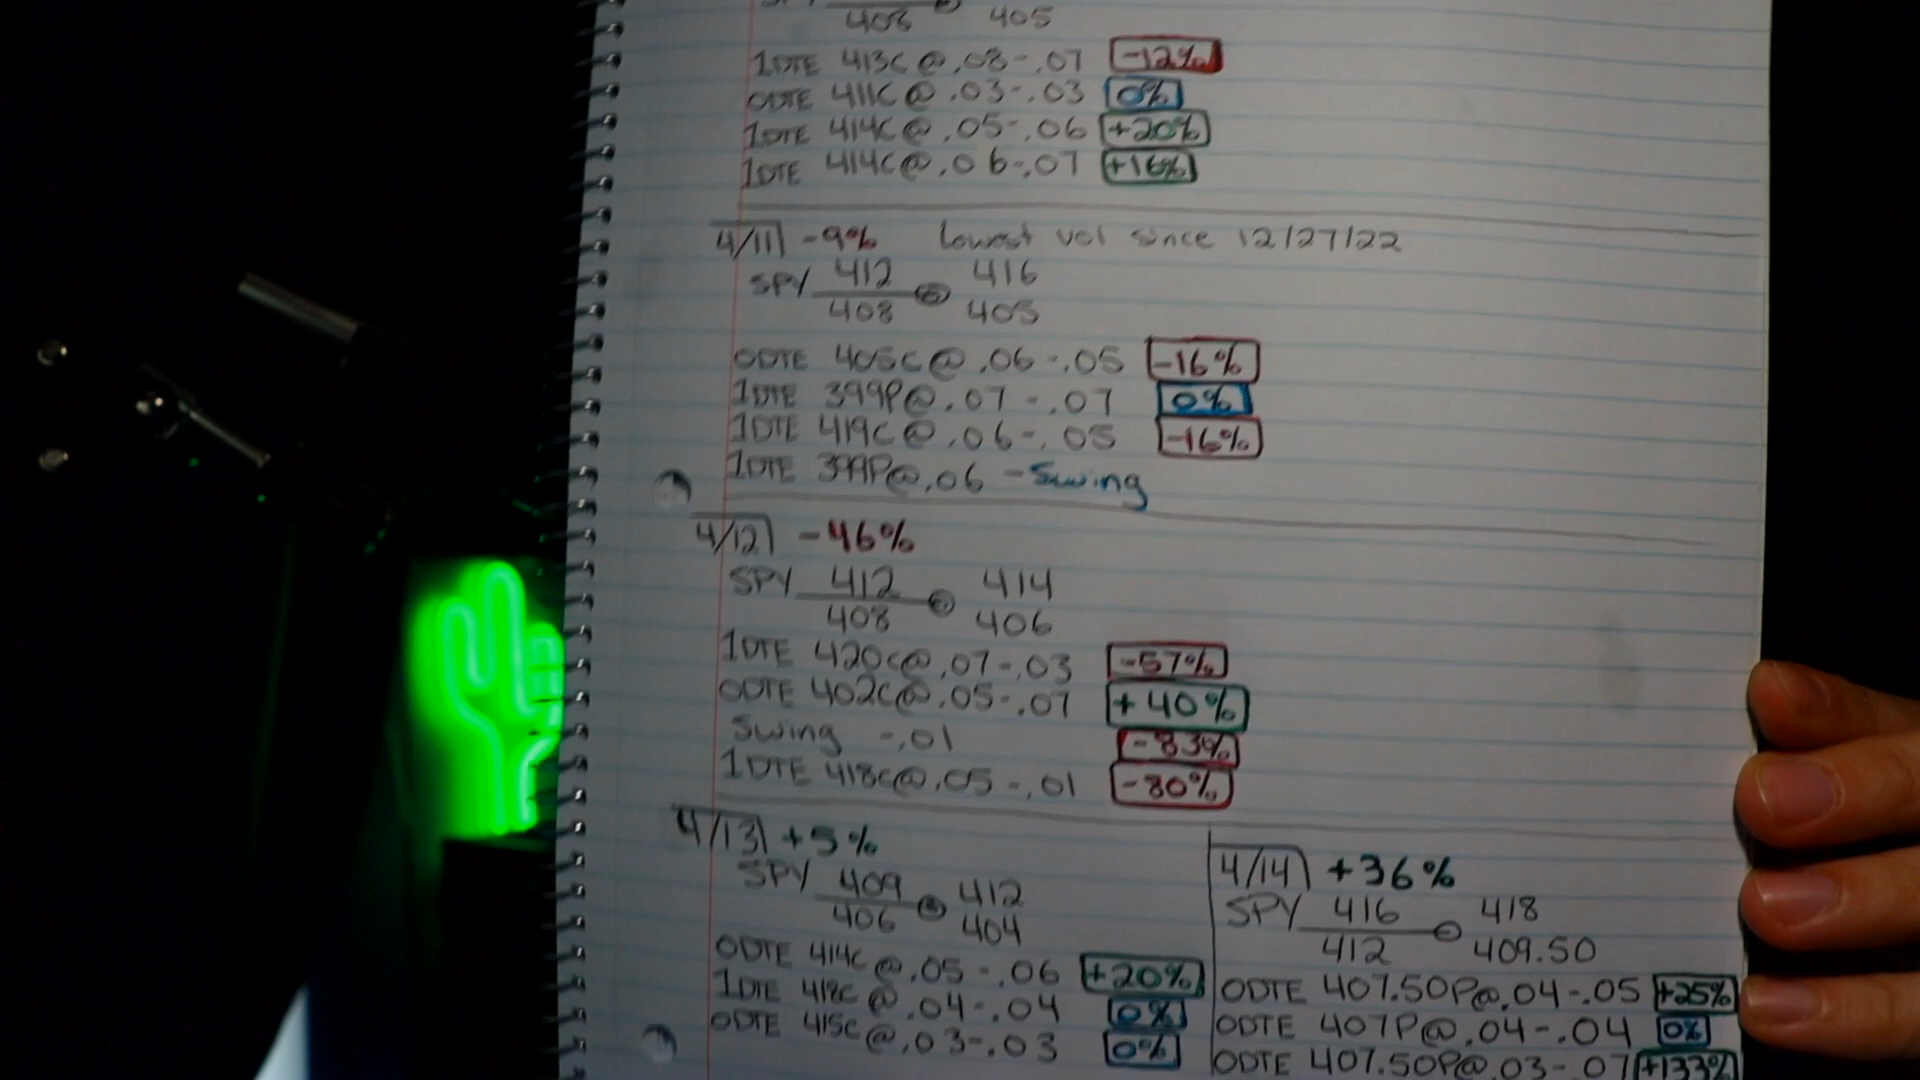 408 405
1DTE 413C@.08-.07 -12%
0DTE 411C@.03-.03 0%
1DTE 414C@.05-.06 +20%
1DTE 414C@.06-.07 +16%
4/11 -9% Lowest vol since 12/27/22
SPY 412 416
408 405
0DTE 405C@.06-.05 -16%
1DTE 399P@.07-.07 0%
1DTE 419C@.06-.05 -16%
1DTE 399P@.06 -Swing
4/12 -46%
SPY 412 414
408 406
1DTE 420C@.07-.03 -57%
0DTE 402C@.05-.07 +40%
Swing -.01 -83%
1DTE 418C@.05-.01 -80%
4/13 +5%
SPY 409 412
406 404
0DTE 414C@.05-.06 +20%
1DTE 419C@.04-.04 0%
0DTE 415C@.03-.03 0%
4/14 +36%
SPY 416 418
412 409.50
0DTE 407.50P@.04-.05 +25%
0DTE 407P@.04-.04 0%
0DTE 407.50P@.03-.07 +133%